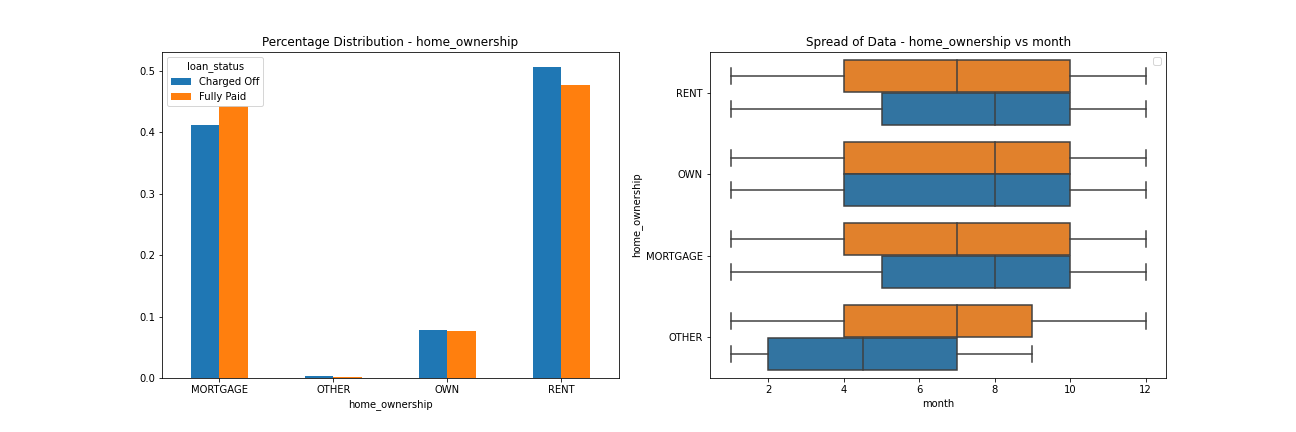 Percentage Distribution - home_ownership
loan_status
Charged Off
Fully Paid
0.5
0.4
0.3
0.2
0.1
0.0
MORTGAGE
OTHER
OWN
RENT
home_ownership
Spread of Data - home_ownership vs month
home_ownership
RENT
OWN
MORTGAGE
OTHER
2
4
6
8
10
12
month